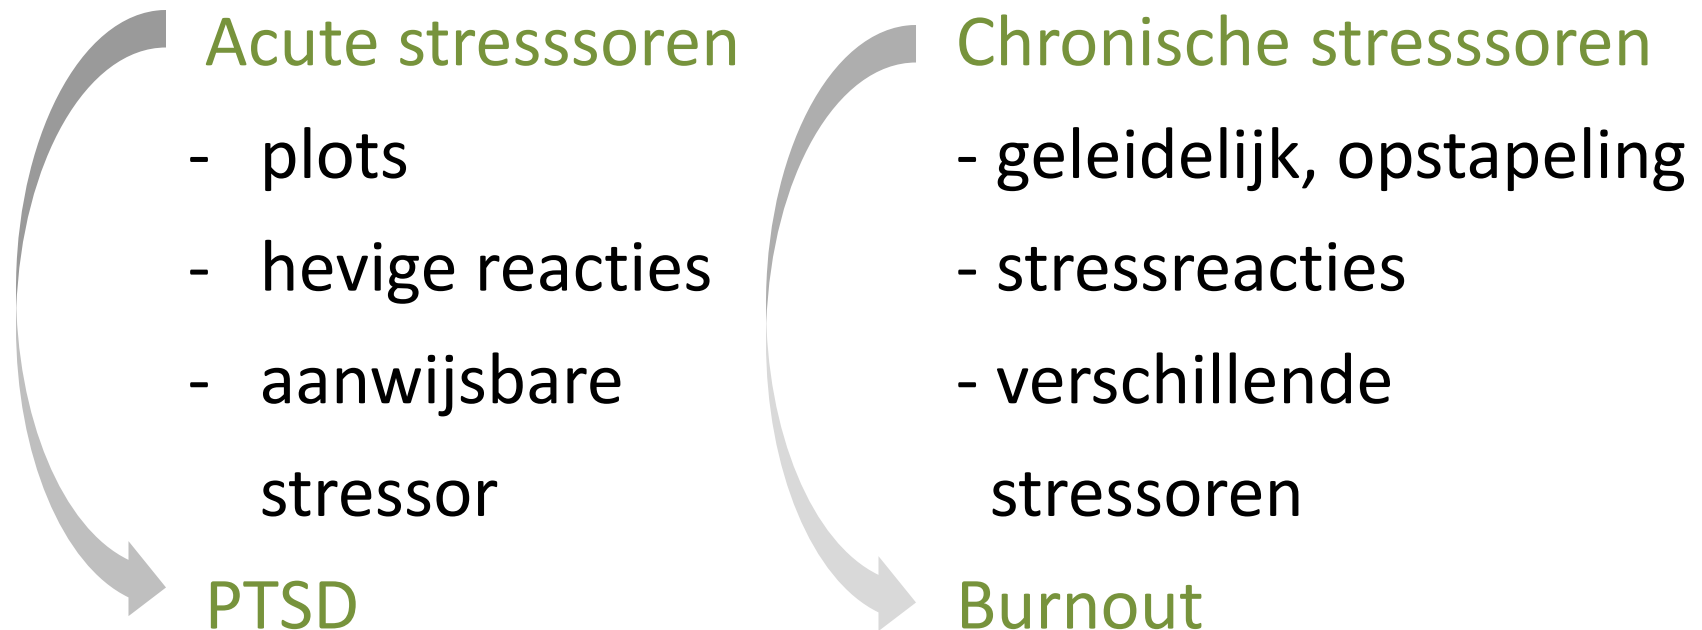 Acute stresssoren
- plots
- hevige reacties
- aanwijsbare
stressor
PTSD
Chronische stresssoren
- geleidelijk, opstapeling
- stressreacties
- verschillende
stressoren
Burnout